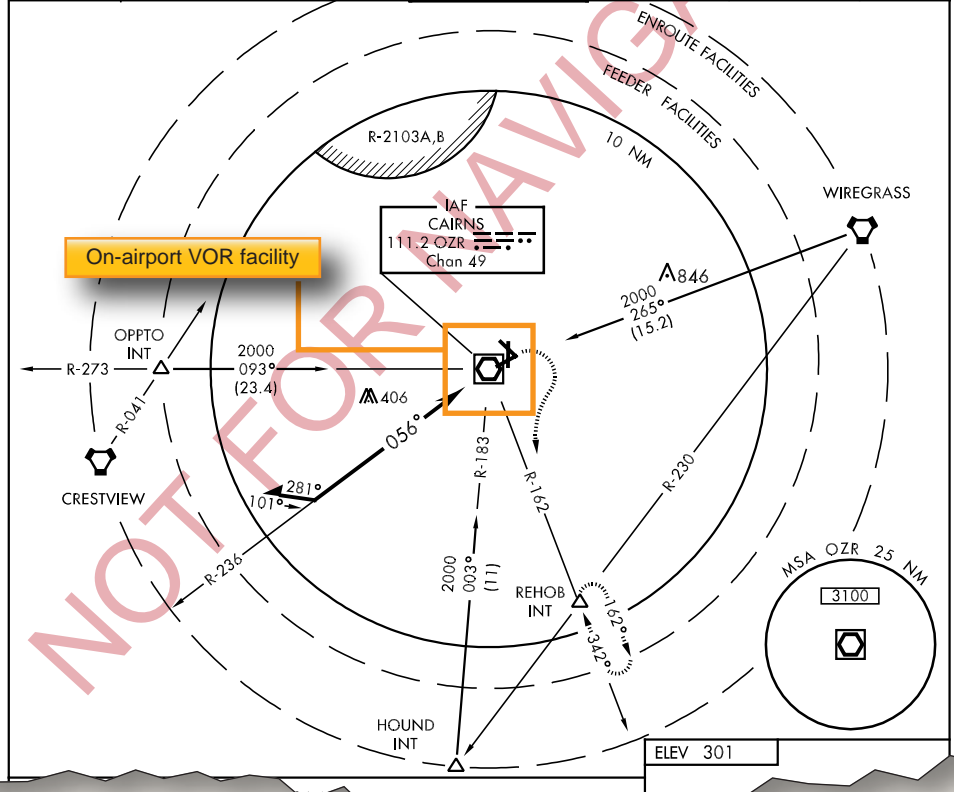 ENROUTE FACILITIES
FEEDER FACILITIES
10 NM
R-2103A,B
WIREGRASS
IAF
CAIRNS
111.2 OZR
Chan 49
On-airport VOR facility
846
2000
265°
(15.2)
OPPTO
INT
R-273
2000
093°
(23.4)
406
R-041
056°
CRESTVIEW
281°
101°
R-183
R-162
R-230
R-236
2000
003°
(11)
REHOB
INT
162°
342°
MSA OZR 25 NM
3100
HOUND
INT
ELEV 301
NOT FOR NAVIGA